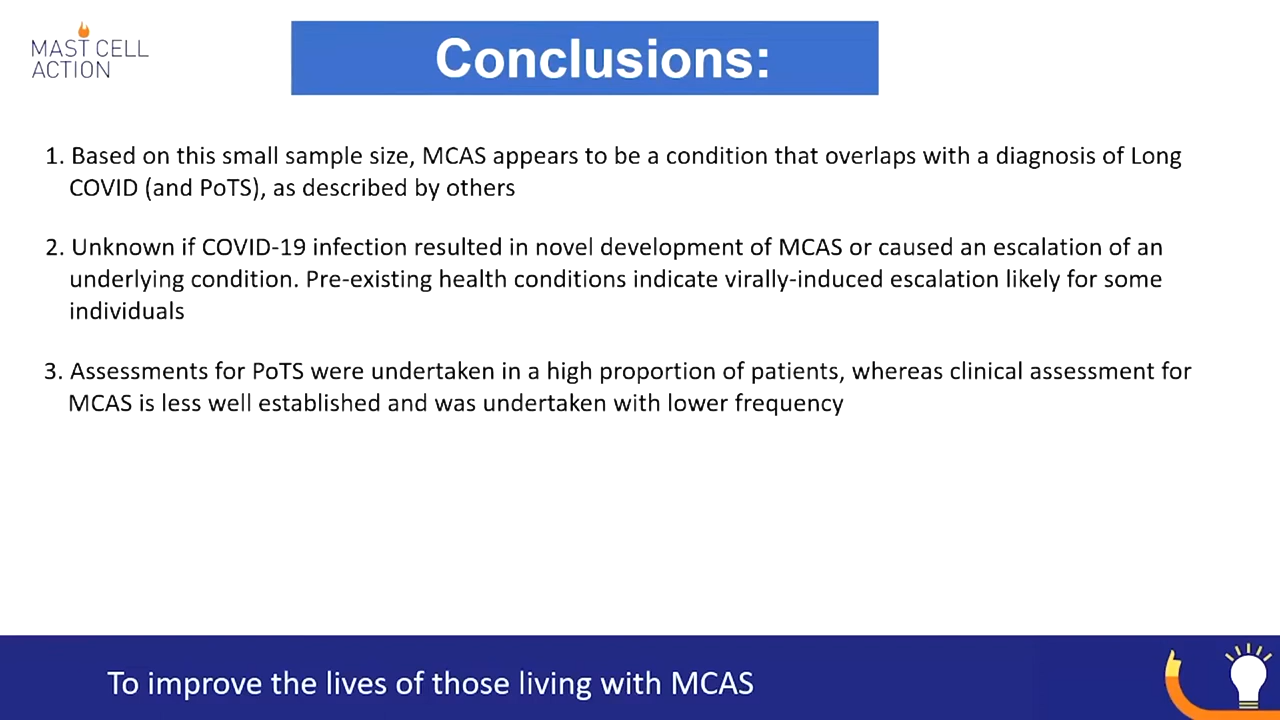 MAST CELL
ACTION
Conclusions:
1. Based on this small sample size, MCAS appears to be a condition that overlaps with a diagnosis of Long
COVID (and PoTS), as described by others
2. Unknown if COVID-19 infection resulted in novel development of MCAS or caused an escalation of an
underlying condition. Pre-existing health conditions indicate virally-induced escalation likely for some
individuals
3. Assessments for PoTS were undertaken in a high proportion of patients, whereas clinical assessment for
MCAS is less well established and was undertaken with lower frequency
To improve the lives of those living with MCAS